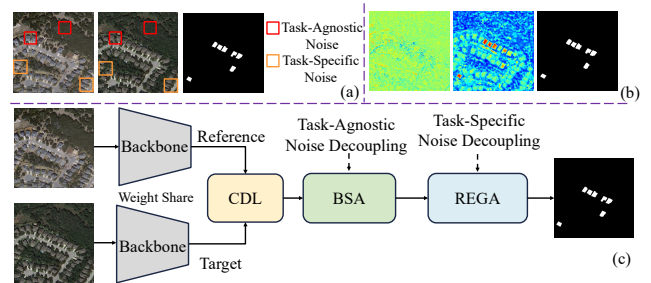 Task-Agnostic
Noise
Task-Specific
Noise
(a)
(b)
Backbone
Reference
Weight Share
Backbone
Target
CDL
Task-Agnostic
Noise Decoupling
BSA
Task-Specific
Noise Decoupling
REGA
(c)